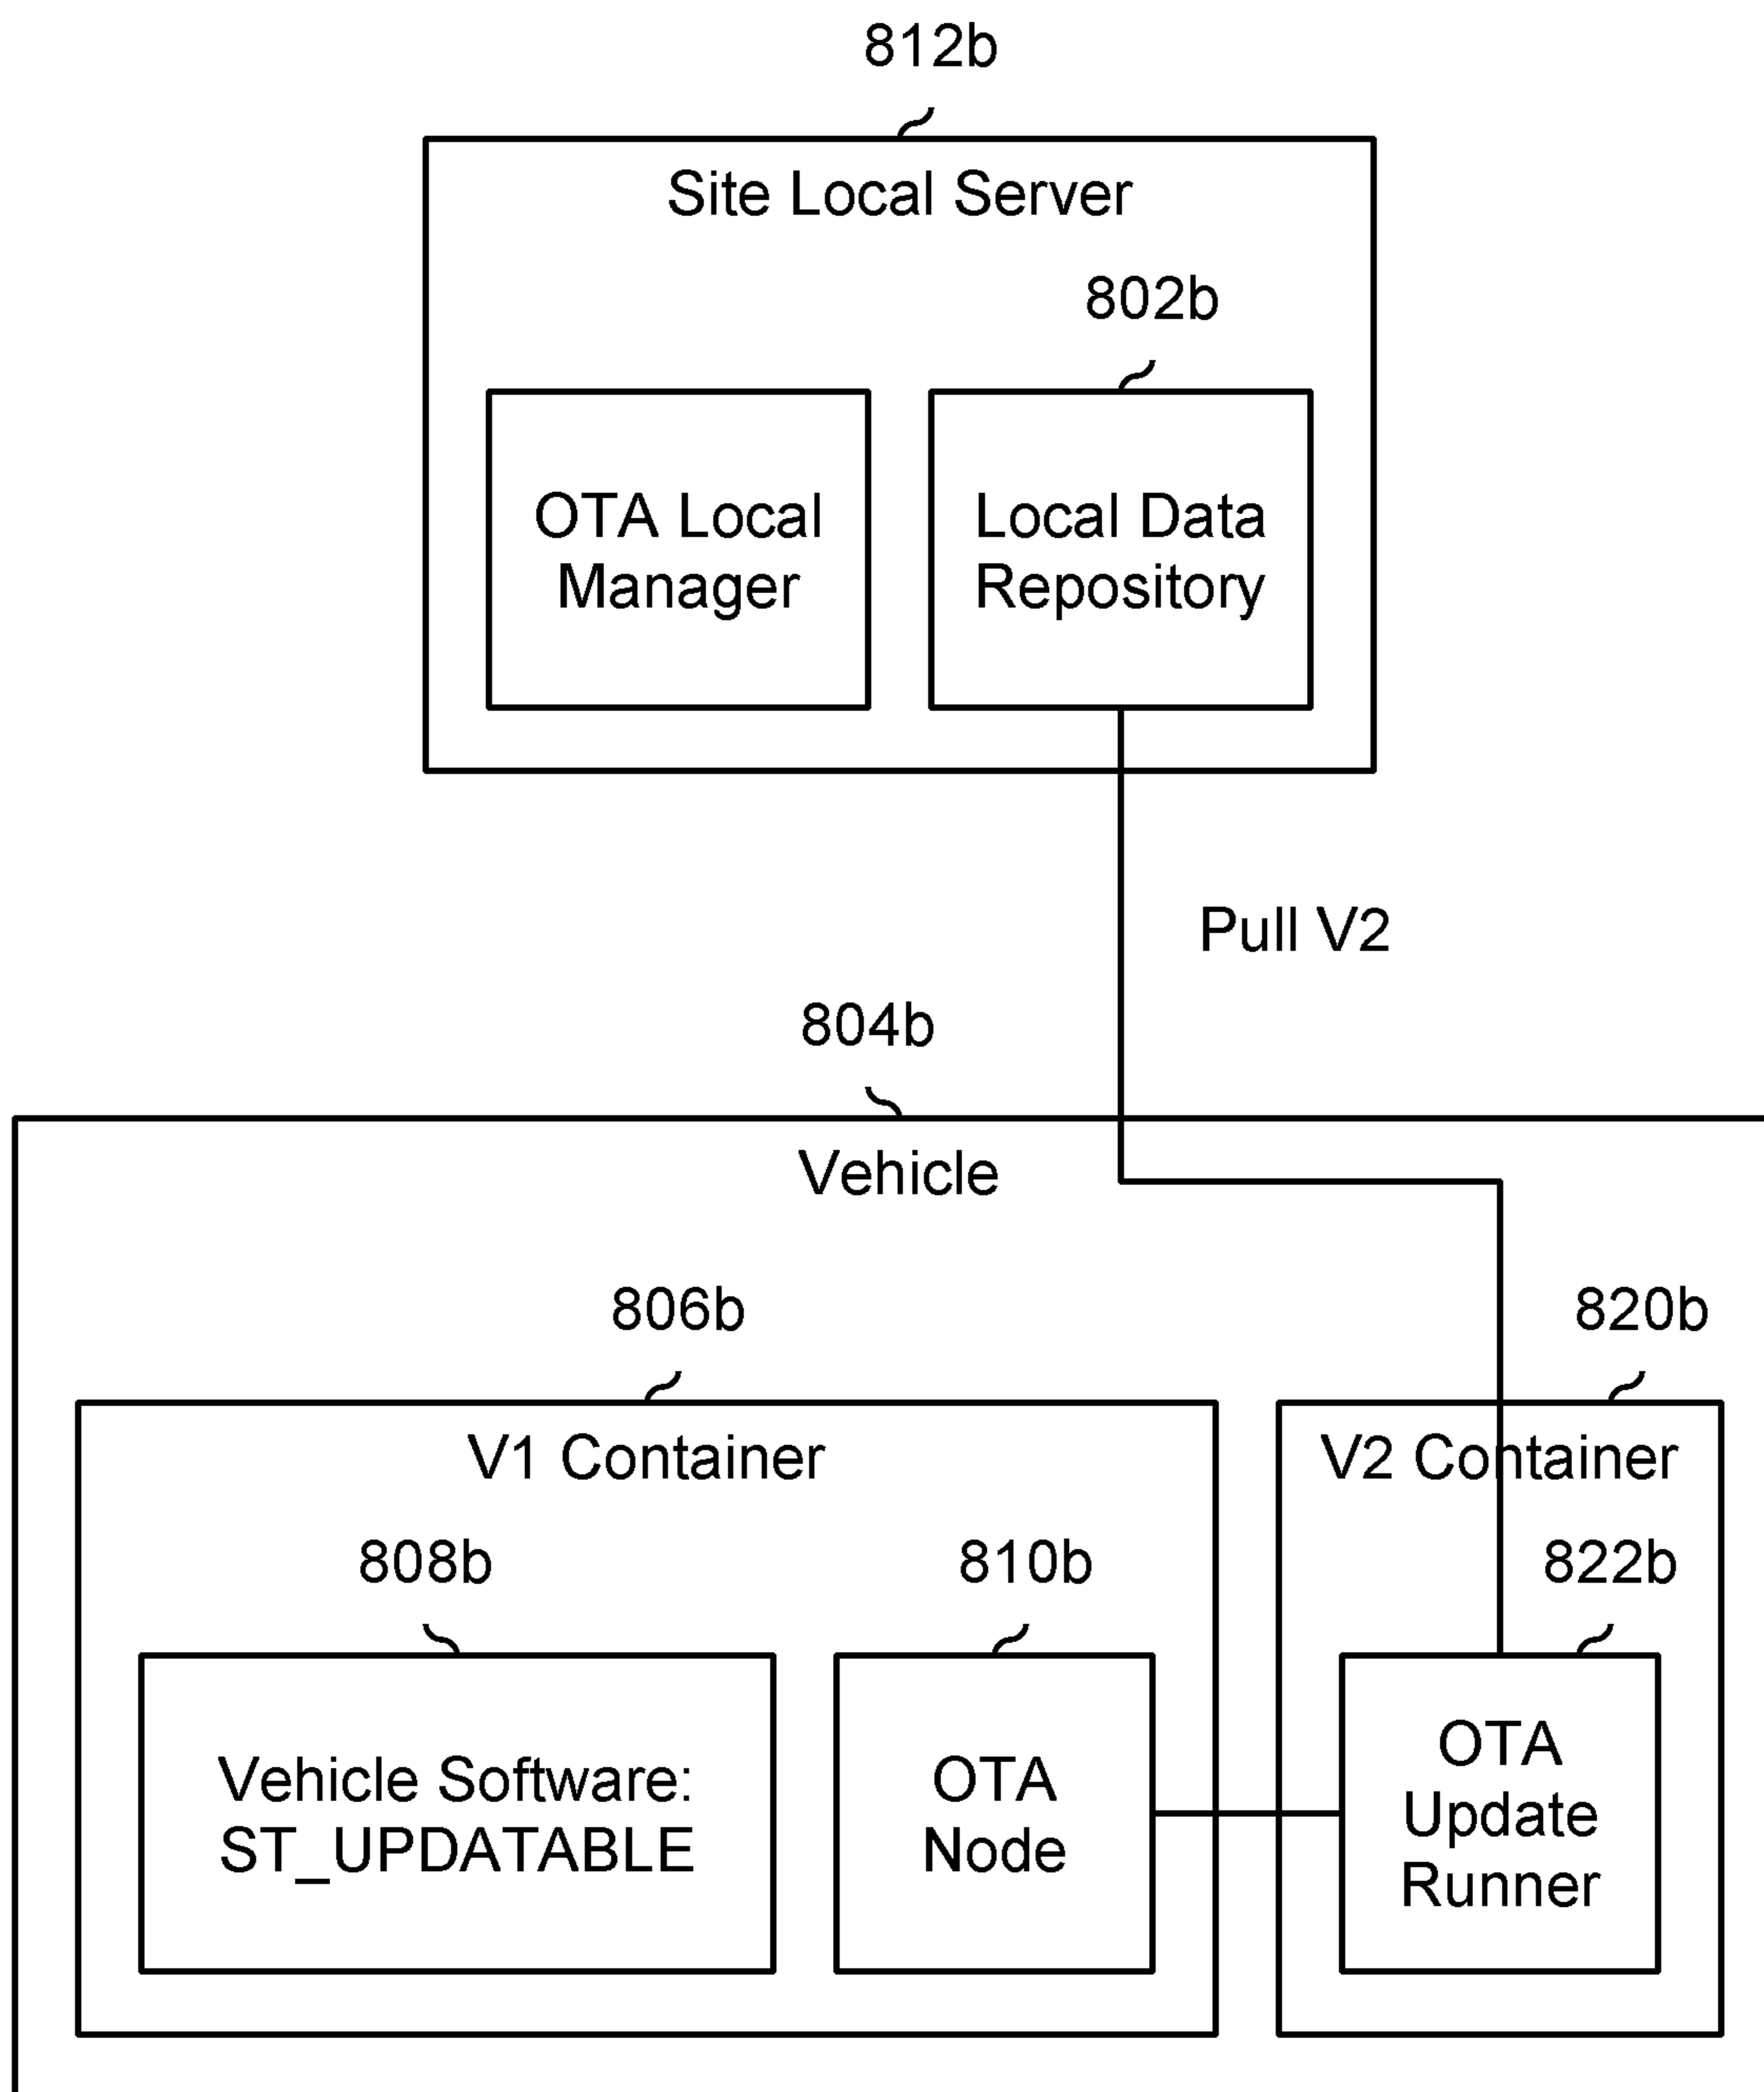 812b
Site Local Server
802b
OTA Local
Manager
Local Data
Repository
Pull V2
804b
Vehicle
806b
820b
V1 Container
V2 Container
808b
810b
822b
Vehicle Software:
ST_UPDATABLE
OTA
Node
OTA
Update
Runner